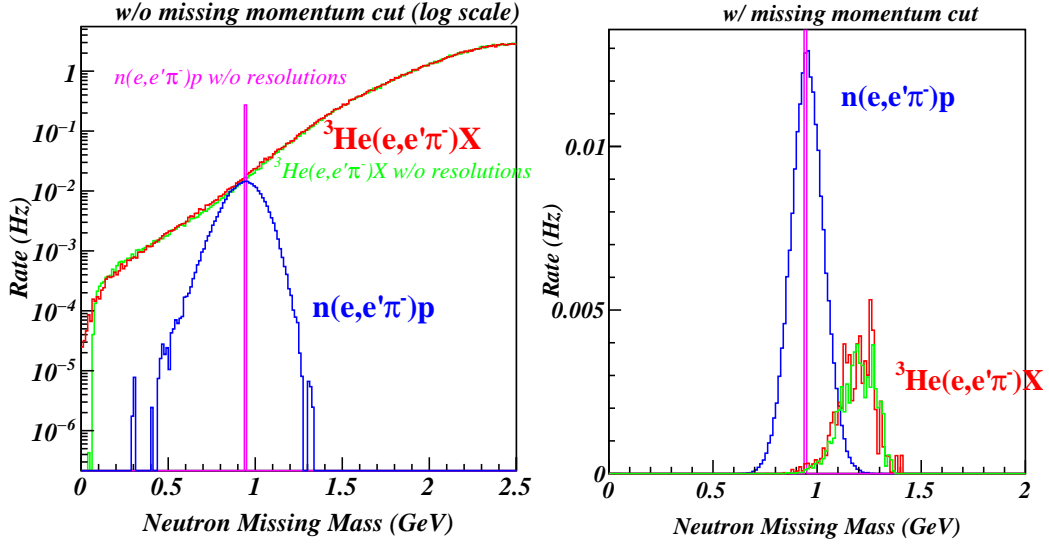 w/o missing momentum cut (log scale)
n(e,e'π⁻)p w/o resolutions
³He(e,e'π⁻)X
³He(e,e'π⁻)X w/o resolutions
n(e,e'π⁻)p
Rate (Hz)
1
10⁻¹
10⁻²
10⁻³
10⁻⁴
10⁻⁵
10⁻⁶
0 0.5 1 1.5 2 2.5
Neutron Missing Mass (GeV)
w/ missing momentum cut
n(e,e'π⁻)p
³He(e,e'π⁻)X
Rate (Hz)
0.01
0.005
0
0 0.5 1 1.5 2
Neutron Missing Mass (GeV)